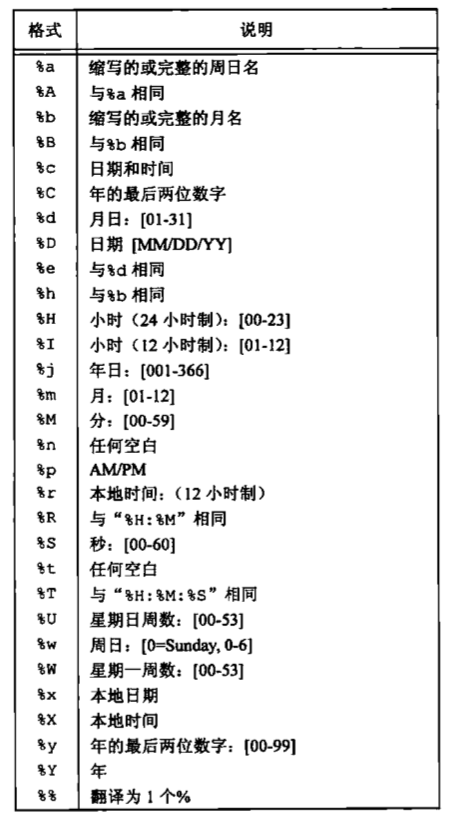 格式 说明
%a 缩写的或完整的周日名
%A 与%a 相同
%b 缩写的或完整的月名
%B 与%b 相同
%c 日期和时间
%C 年的最后两位数字
%d 月日：[01-31]
%D 日期 [MM/DD/YY]
%e 与%d 相同
%h 与%b 相同
%H 小时（24 小时制）：[00-23]
%I 小时（12 小时制）：[01-12]
%j 年日：[001-366]
%m 月：[01-12]
%M 分：[00-59]
%n 任何空白
%p AM/PM
%r 本地时间：（12 小时制）
%R 与“%H:%M”相同
%S 秒：[00-60]
%t 任何空白
%T 与“%H:%M:%S”相同
%U 星期日周数：[00-53]
%w 周日：[0=Sunday, 0-6]
%W 星期一周数：[00-53]
%x 本地日期
%X 本地时间
%y 年的最后两位数字：[00-99]
%Y 年
%% 翻译为 1 个%